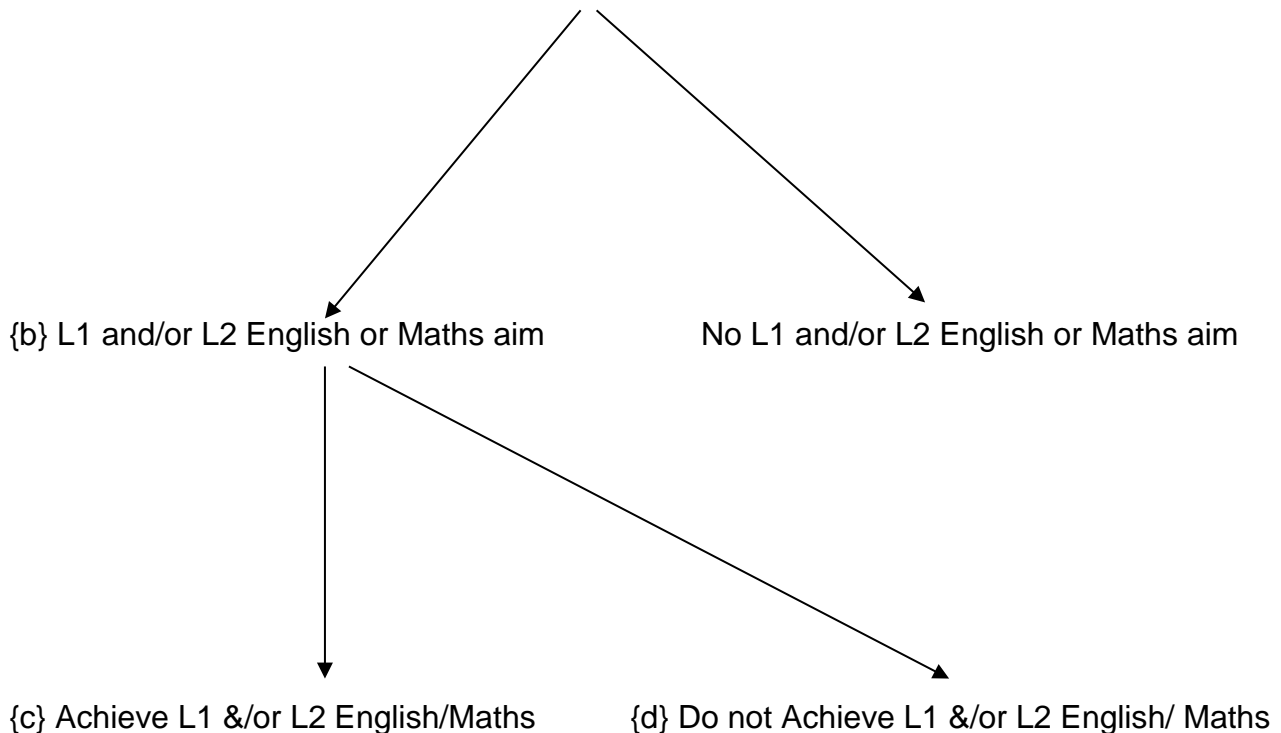 {b} L1 and/or L2 English or Maths aim
No L1 and/or L2 English or Maths aim
{c} Achieve L1 &/or L2 English/Maths
{d} Do not Achieve L1 &/or L2 English/ Maths